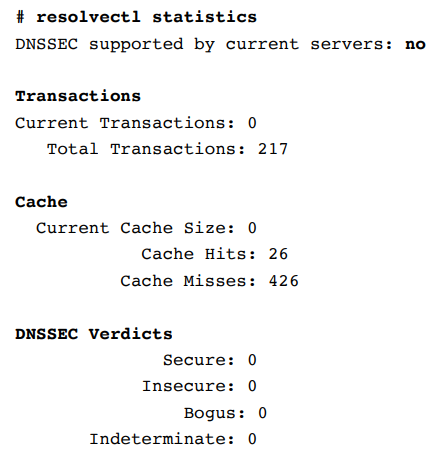 # resolvectl statistics
DNSSEC supported by current servers: no
Transactions
Current Transactions: 0
Total Transactions: 217
Cache
Current Cache Size: 0
Cache Hits: 26
Cache Misses: 426
DNSSEC Verdicts
Secure: 0
Insecure: 0
Bogus: 0
Indeterminate: 0